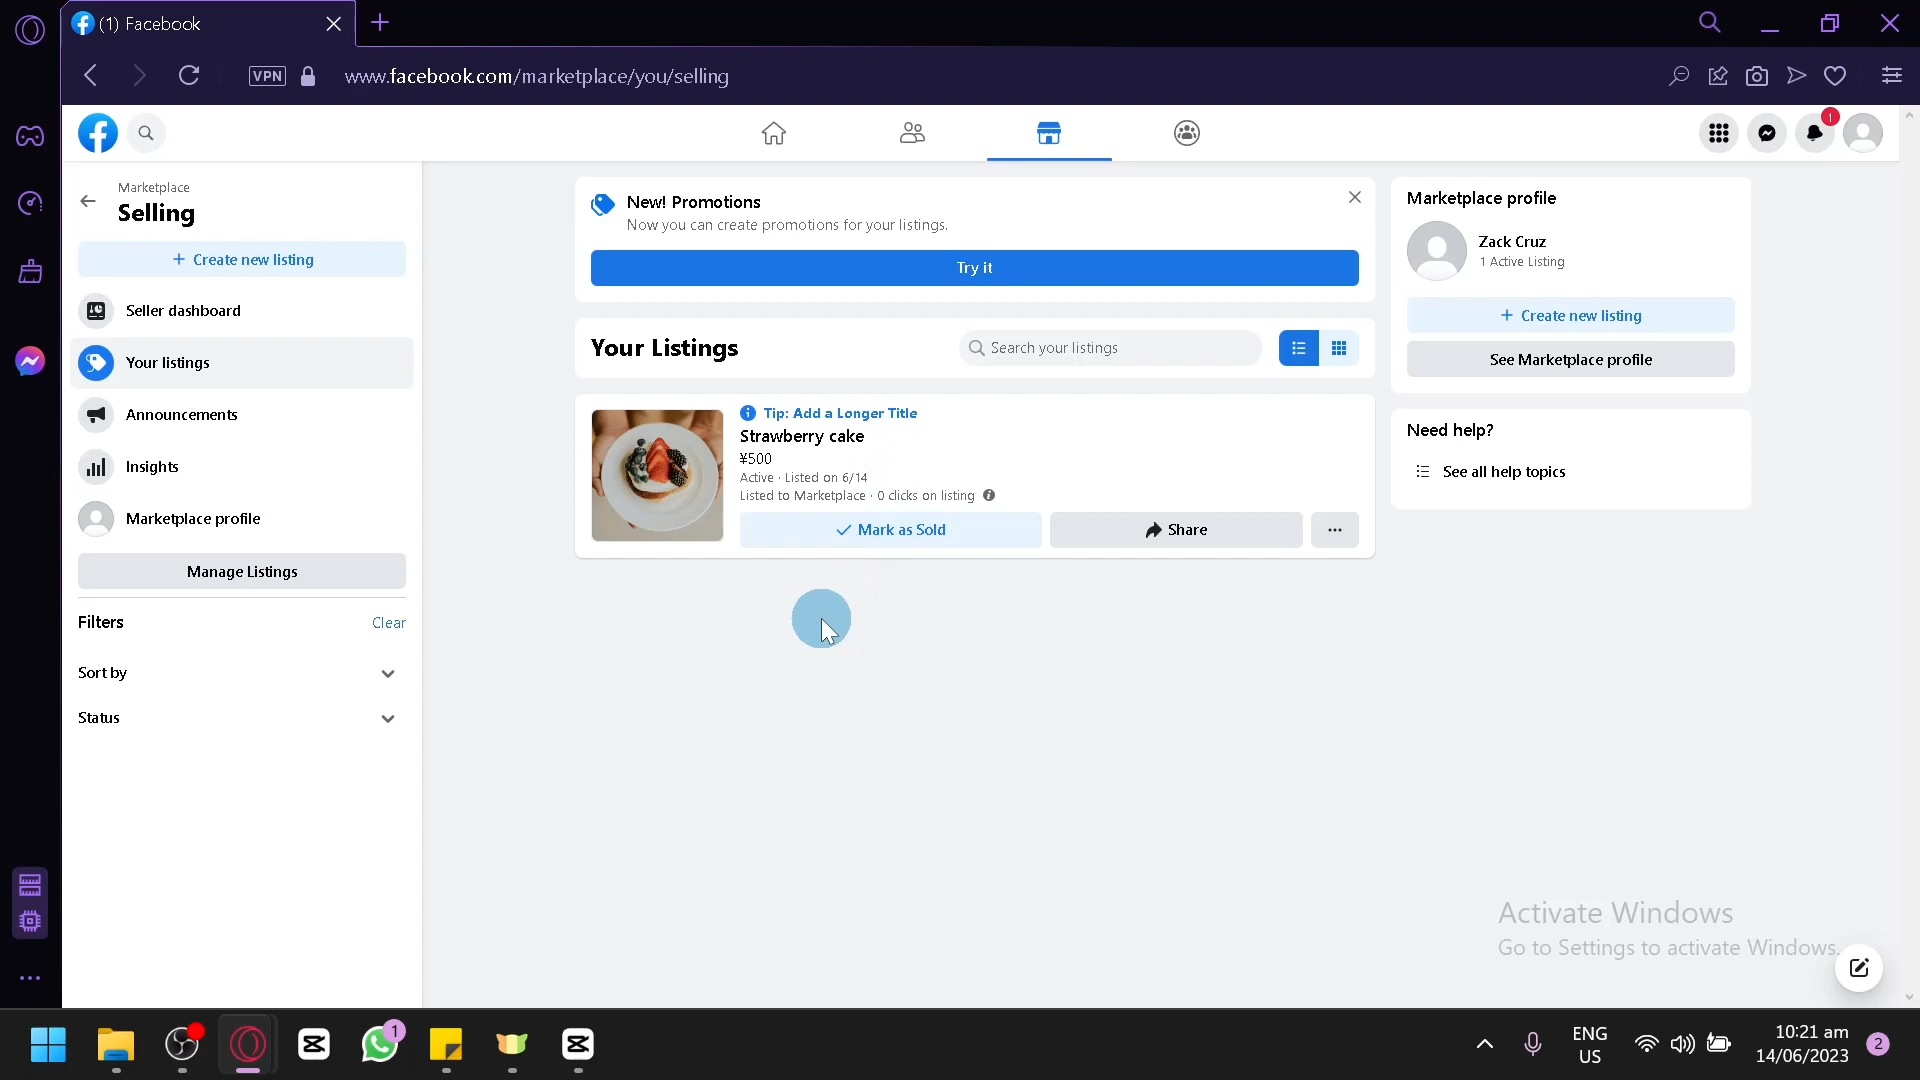 (1) Facebook
VPN
www.facebook.com/marketplace/you/selling
1
Marketplace
Selling
+ Create new listing
Seller dashboard
Your listings
Announcements
Insights
Marketplace profile
Manage Listings
Filters
Clear
Sort by
Status
New! Promotions
Now you can create promotions for your listings.
Try it
Your Listings
Search your listings
Tip: Add a Longer Title
Strawberry cake
¥500
Active · Listed on 6/14
Listed to Marketplace · 0 clicks on listing
Mark as Sold
Share
Marketplace profile
Zack Cruz
1 Active Listing
+ Create new listing
See Marketplace profile
Need help?
See all help topics
Activate Windows
Go to Settings to activate Windows.
1
ENG
US
10:21 am
14/06/2023
2